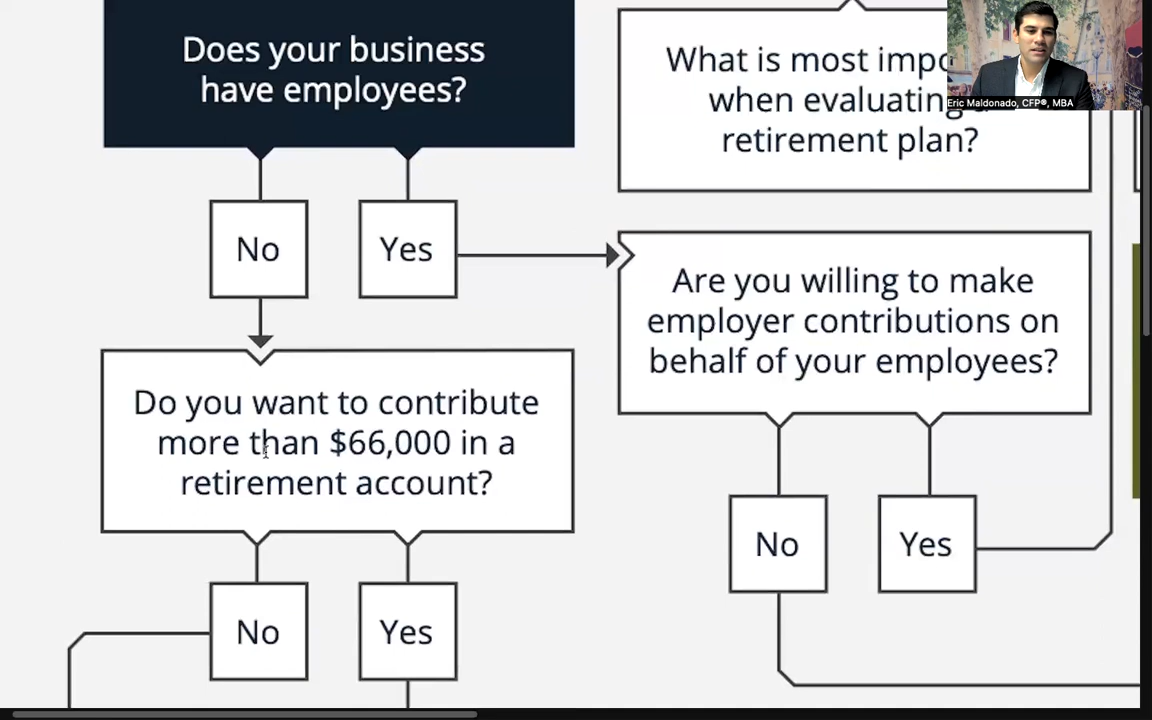 Does your business
have employees?
No
Yes
Do you want to contribute
more than $66,000 in a
retirement account?
No
Yes
What is most
when evaluating
retirement plan?
Are you willing to make
employer contributions on
behalf of your employees?
No
Yes
Eric Maldonado, CFP®, MBA